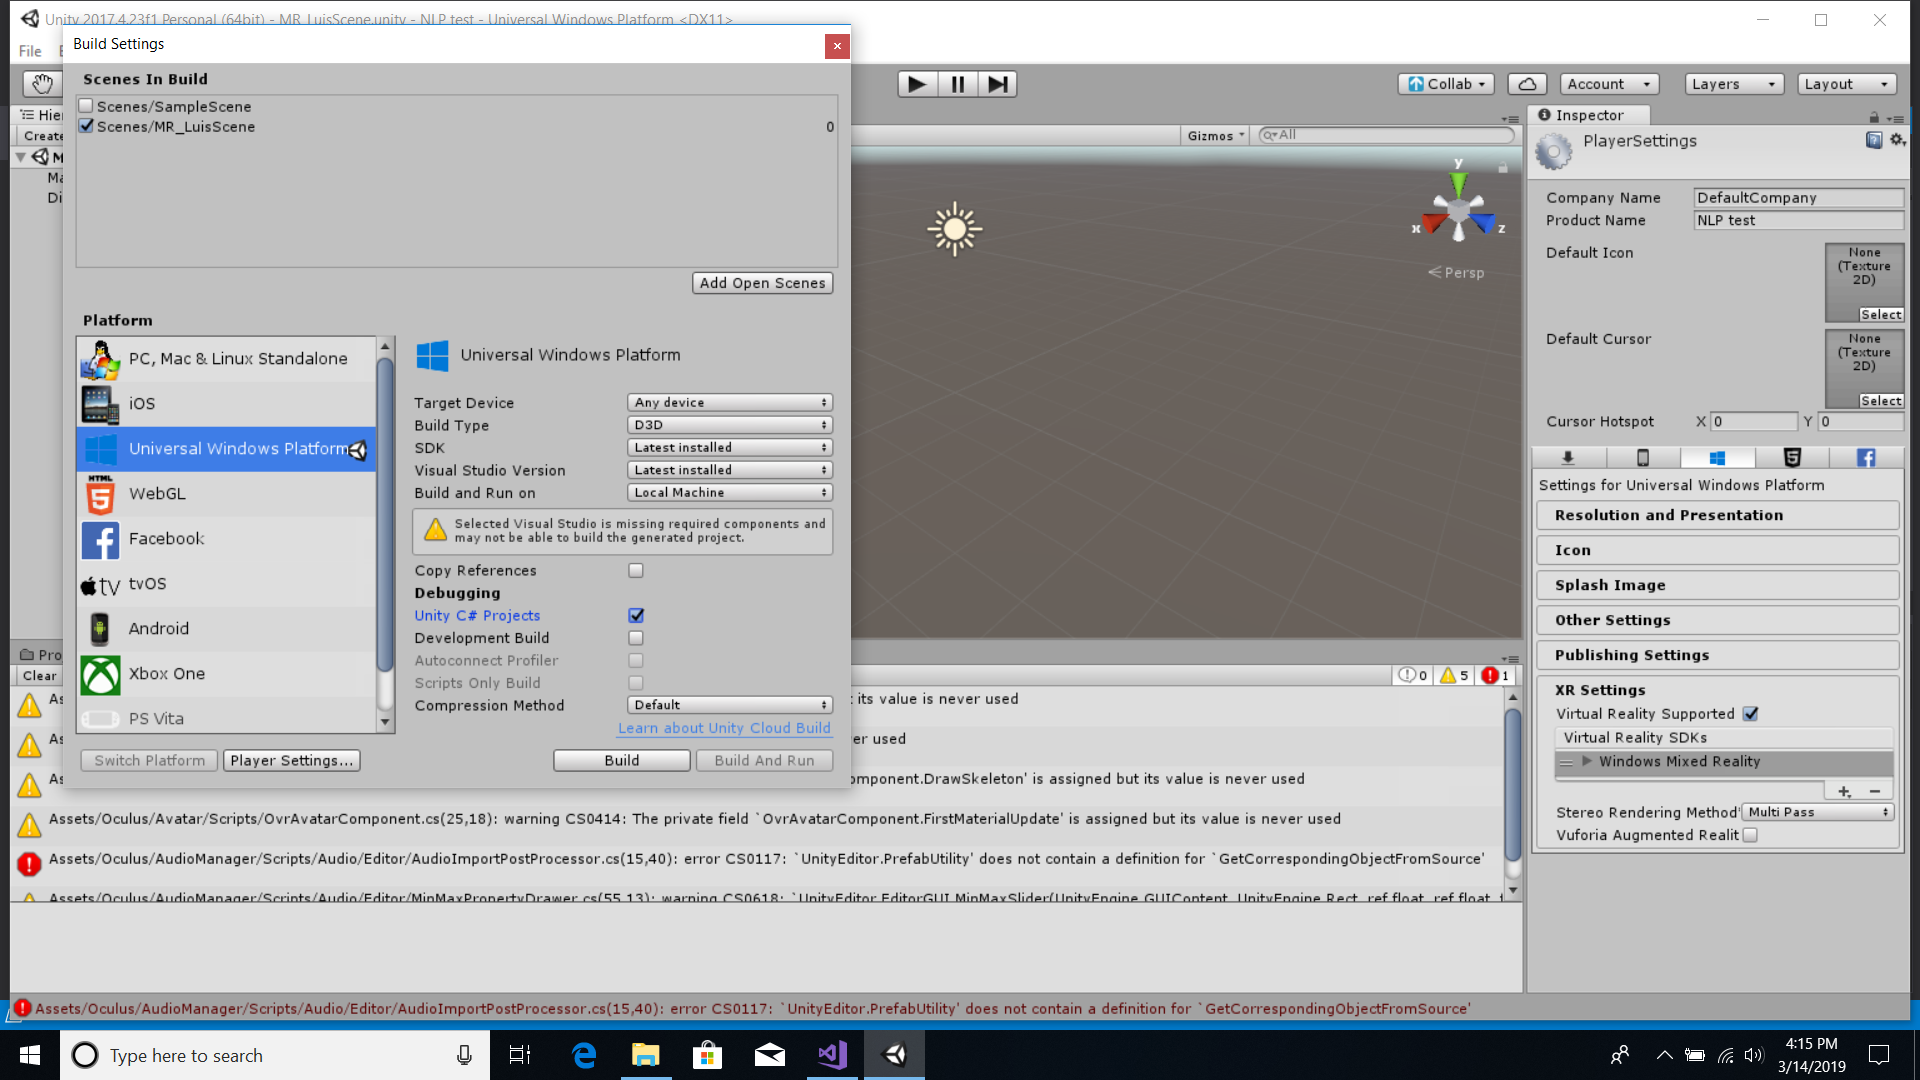 Unity 2017.4.23f1 Personal (64bit) - MR_LuisScene.unity - NLP test - Universal Windows Platform <DX11>
File
Build Settings
Scenes In Build
Scenes/SampleScene
Scenes/MR_LuisScene 0
Add Open Scenes
Platform
PC, Mac & Linux Standalone
iOS
Universal Windows Platform
HTML
WebGL
Facebook
tv tvOS
Android
Xbox One
PS Vita
Switch Platform
Player Settings...
Universal Windows Platform
Target Device Any device
Build Type D3D
SDK Latest installed
Visual Studio Version Latest installed
Build and Run on Local Machine
Selected Visual Studio is missing required components and
may not be able to build the generated project.
Copy References
Debugging
Unity C# Projects
Development Build
Autoconnect Profiler
Scripts Only Build
Compression Method Default
Learn about Unity Cloud Build
Build
Build And Run
Collab
Account
Layers
Layout
Hier
Create
M
Ma
Di
Gizmos
All
y
x
z
Persp
Pro
Clear
0
5
1
As t its value is never used
As er used
As component.DrawSkeleton' is assigned but its value is never used
Assets/Oculus/Avatar/Scripts/OvrAvatarComponent.cs(25,18): warning CS0414: The private field `OvrAvatarComponent.FirstMaterialUpdate' is assigned but its value is never used
Assets/Oculus/AudioManager/Scripts/Audio/Editor/AudioImportPostProcessor.cs(15,40): error CS0117: `UnityEditor.PrefabUtility' does not contain a definition for `GetCorrespondingObjectFromSource'
Assets/Oculus/AudioManager/Scripts/Audio/Editor/MinMaxPropertyDrawer.cs(55,13): warning CS0618: `UnityEditor.EditorGUI.MinMaxSlider(UnityEngine.GUIContent, UnityEngine.Rect, ref float, ref float, f
Assets/Oculus/AudioManager/Scripts/Audio/Editor/AudioImportPostProcessor.cs(15,40): error CS0117: `UnityEditor.PrefabUtility' does not contain a definition for `GetCorrespondingObjectFromSource'
Inspector
PlayerSettings
Company Name DefaultCompany
Product Name NLP test
Default Icon
None
(Texture
2D)
Select
Default Cursor
None
(Texture
2D)
Select
Cursor Hotspot X 0 Y 0
Settings for Universal Windows Platform
Resolution and Presentation
Icon
Splash Image
Other Settings
Publishing Settings
XR Settings
Virtual Reality Supported
Virtual Reality SDKs
Windows Mixed Reality
Stereo Rendering Method* Multi Pass
Vuforia Augmented Realit
Type here to search
4:15 PM
3/14/2019